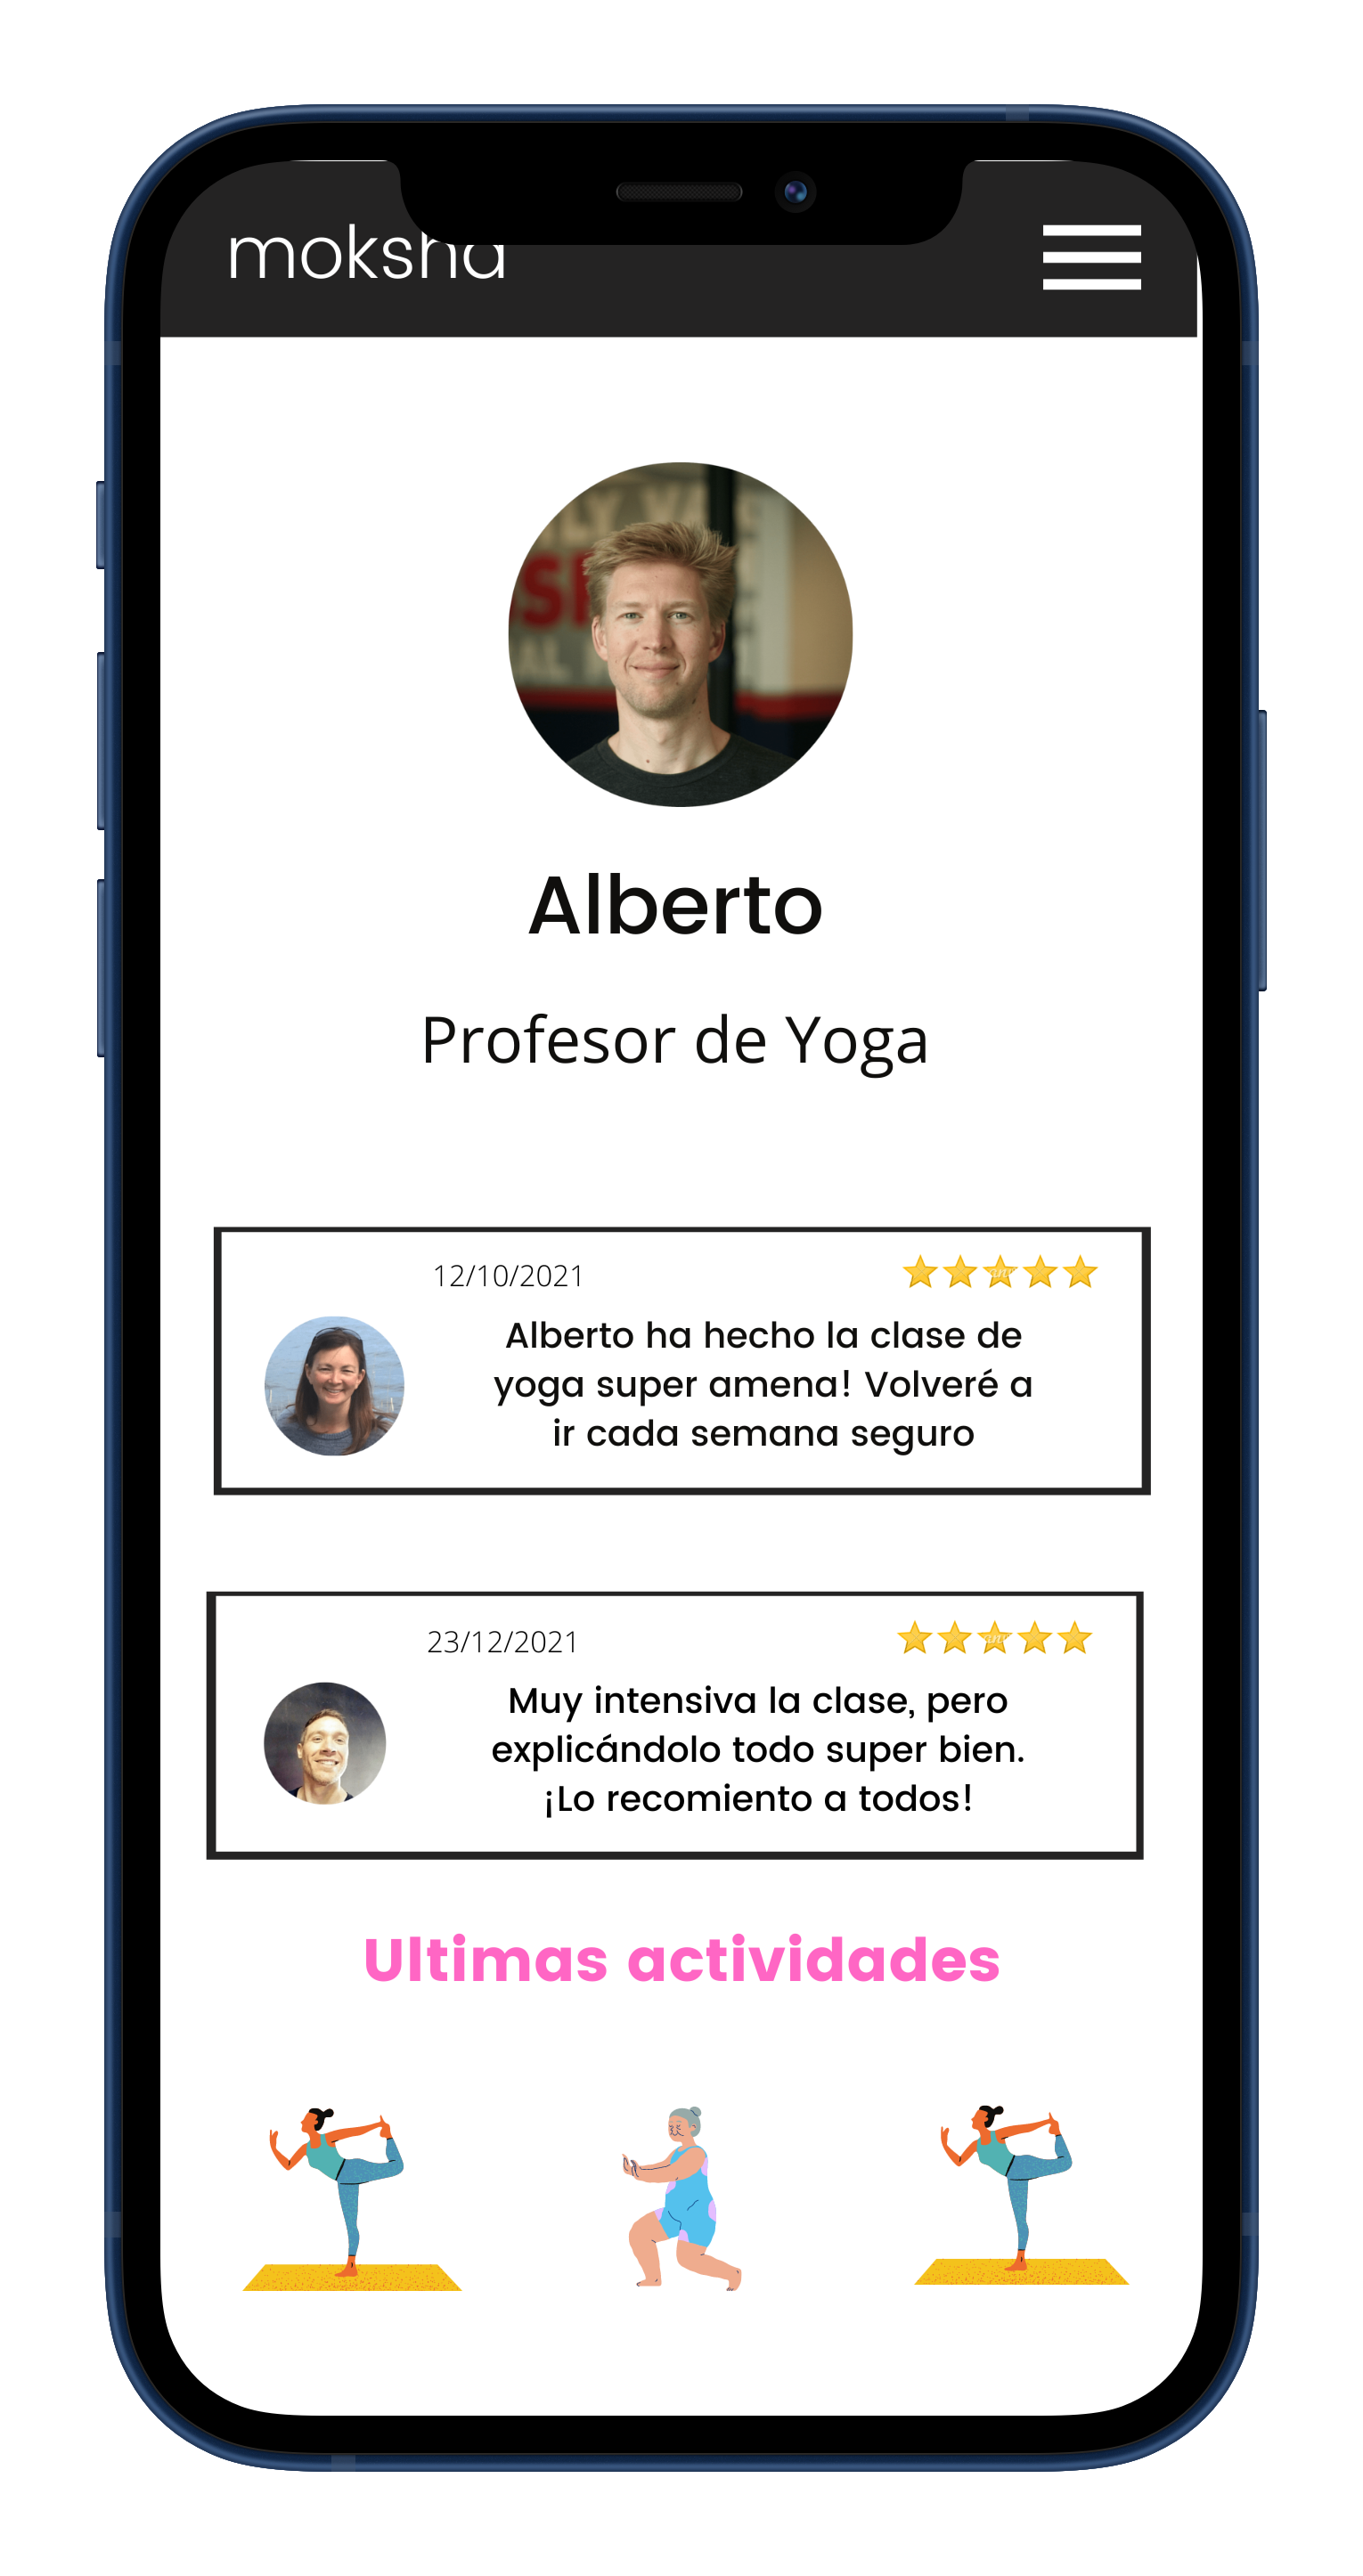 moksha
Alberto
Profesor de Yoga
12/10/2021
Alberto ha hecho la clase de
yoga super amena! Volveré a
ir cada semana seguro
23/12/2021
Muy intensiva la clase, pero
explicándolo todo super bien.
¡Lo recomiento a todos!
Ultimas actividades